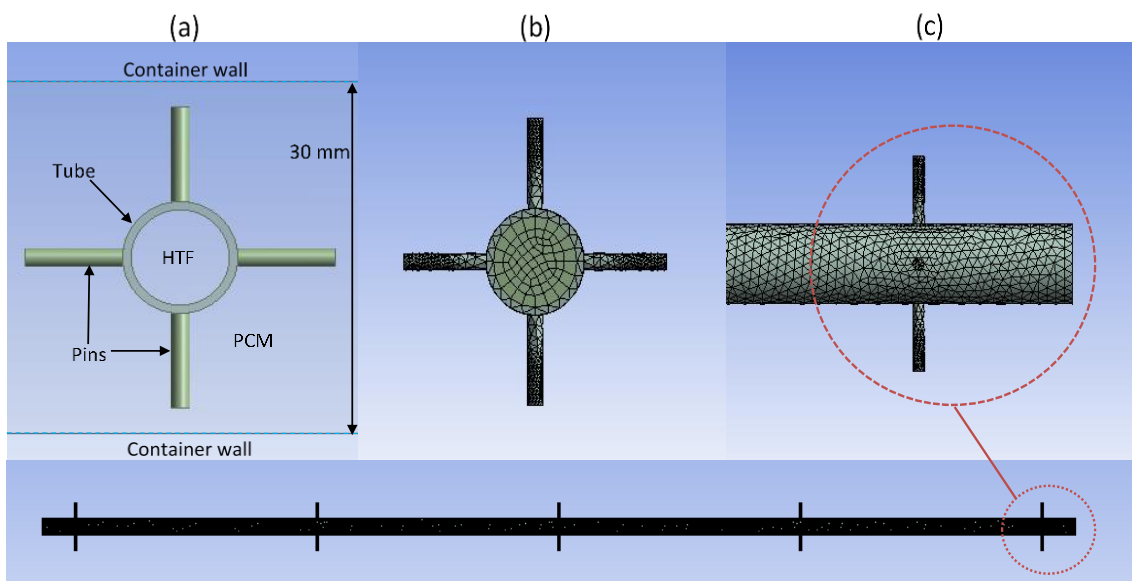 (a)
(b)
(c)
Container wall
30 mm
Tube
HTF
PCM
Pins
Container wall